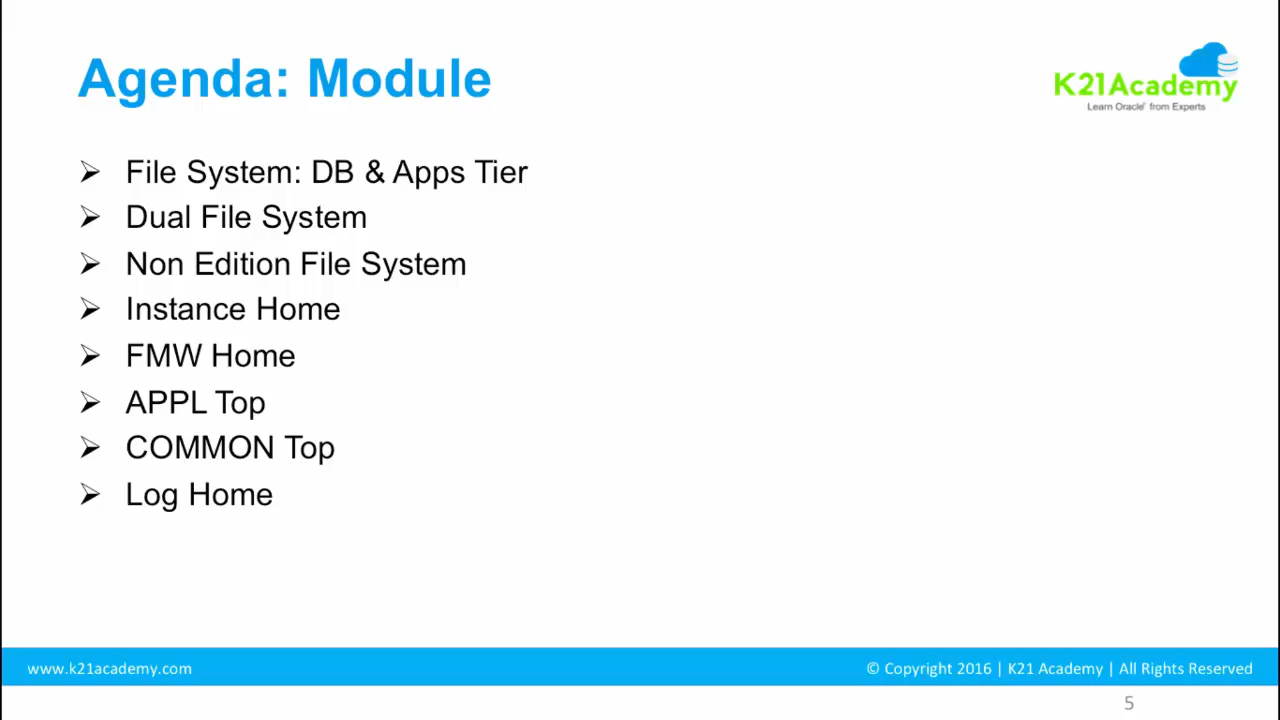 Agenda: Module
K21Academy
Learn Oracle' from Experts
➢ File System: DB & Apps Tier
➢ Dual File System
➢ Non Edition File System
➢ Instance Home
➢ FMW Home
➢ APPL Top
➢ COMMON Top
➢ Log Home
www.k21academy.com
© Copyright 2016 | K21 Academy | All Rights Reserved
5